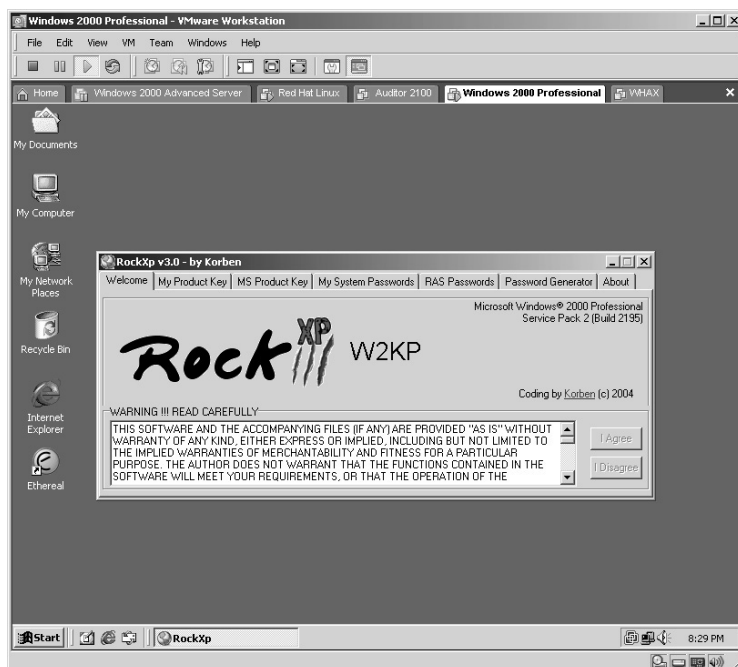 Windows 2000 Professional - VMware Workstation
File Edit View VM Team Windows Help
Home Windows 2000 Advanced Server Red Hat Linux Auditor 2100 Windows 2000 Professional WHAX
My Documents
My Computer
My Network
Places
Recycle Bin
Internet
Explorer
Ethereal
RockXp v3.0 - by Korben
Welcome My Product Key MS Product Key My System Passwords RAS Passwords Password Generator About
Microsoft Windows® 2000 Professional
Service Pack 2 (Build 2195)
Rock XP W2KP
Coding by Korben (c) 2004
WARNING !!! READ CAREFULLY
THIS SOFTWARE AND THE ACCOMPANYING FILES (IF ANY) ARE PROVIDED "AS IS" WITHOUT
WARRANTY OF ANY KIND, EITHER EXPRESS OR IMPLIED, INCLUDING BUT NOT LIMITED TO
THE IMPLIED WARRANTIES OF MERCHANTABILITY AND FITNESS FOR A PARTICULAR
PURPOSE. THE AUTHOR DOES NOT WARRANT THAT THE FUNCTIONS CONTAINED IN THE
SOFTWARE WILL MEET YOUR REQUIREMENTS, OR THAT THE OPERATION OF THE
I Agree
I Disagree
Start RockXp 8:29 PM